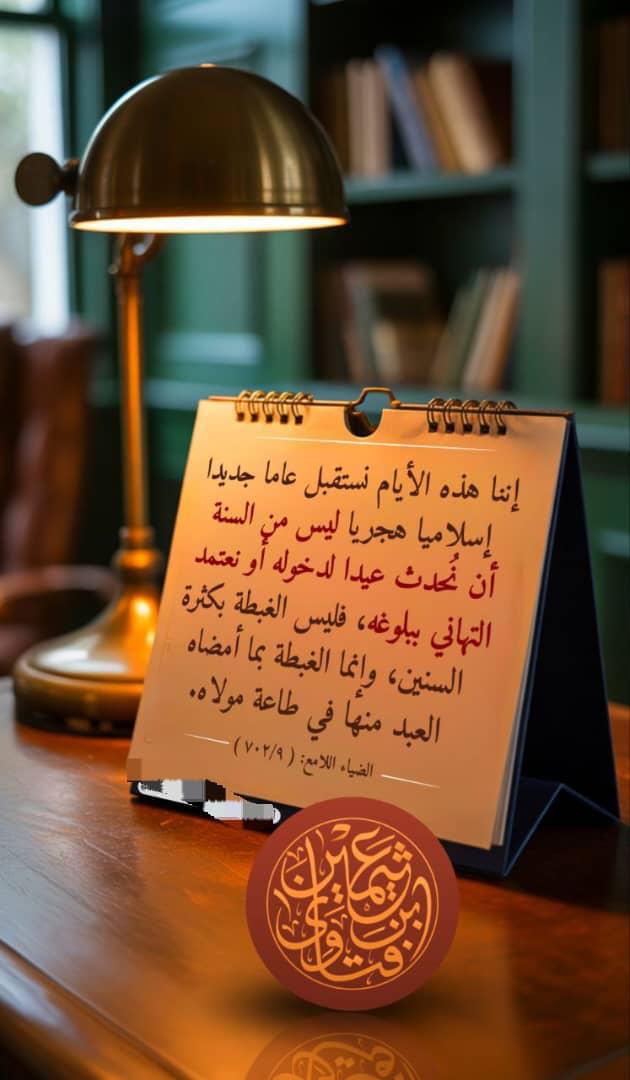 إننا هذه الأيام نستقبل عاما جديدا
إسلاميا هجريا ليس من السنة
أن نُحدث عيدا لدخوله أو نعتمد
التهاني ببلوغه، فليس الغبطة بكثرة
السنين، وإنما الغبطة بما أمضاه
العبد منها في طاعة مولاه.
الضياء اللامع: (٧٠٢/٩)
فتاوى ابن عثيمين